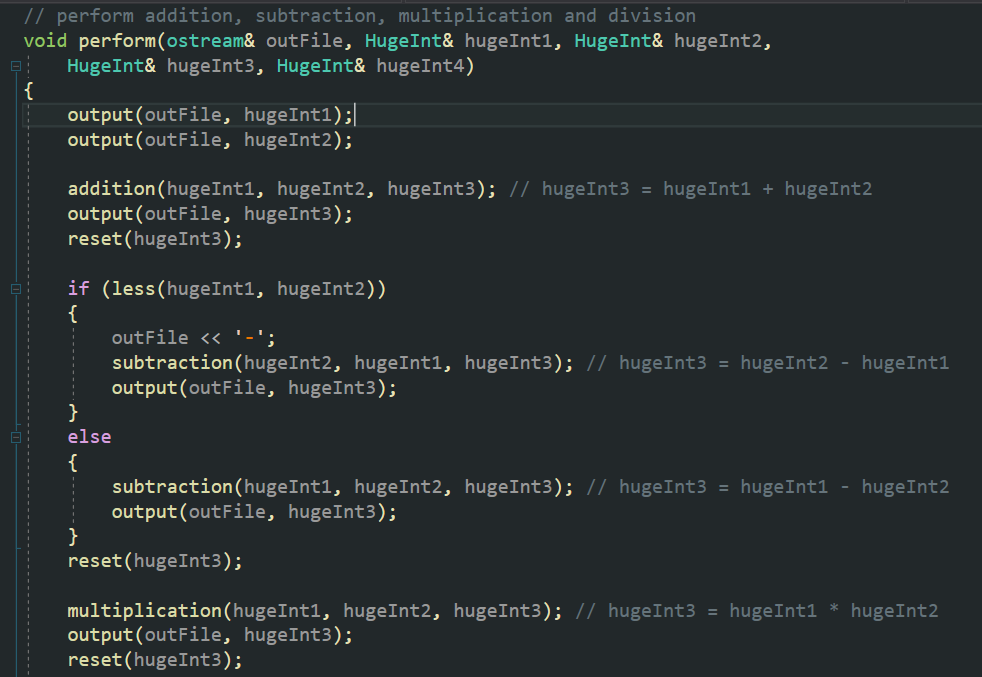 // perform addition, subtraction, multiplication and division
void perform(ostream& outFile, HugeInt& hugeInt1, HugeInt& hugeInt2,
    HugeInt& hugeInt3, HugeInt& hugeInt4)
{
    output(outFile, hugeInt1);
    output(outFile, hugeInt2);

    addition(hugeInt1, hugeInt2, hugeInt3); // hugeInt3 = hugeInt1 + hugeInt2
    output(outFile, hugeInt3);
    reset(hugeInt3);

    if (less(hugeInt1, hugeInt2))
    {
        outFile << '-';
        subtraction(hugeInt2, hugeInt1, hugeInt3); // hugeInt3 = hugeInt2 - hugeInt1
        output(outFile, hugeInt3);
    }
    else
    {
        subtraction(hugeInt1, hugeInt2, hugeInt3); // hugeInt3 = hugeInt1 - hugeInt2
        output(outFile, hugeInt3);
    }
    reset(hugeInt3);

    multiplication(hugeInt1, hugeInt2, hugeInt3); // hugeInt3 = hugeInt1 * hugeInt2
    output(outFile, hugeInt3);
    reset(hugeInt3);